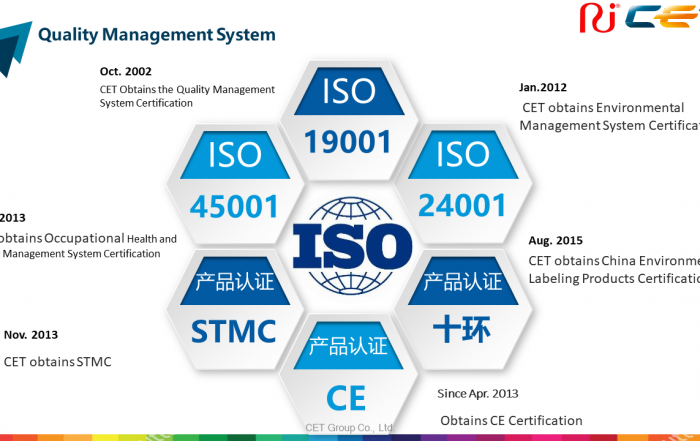 Quality Management System
Oct. 2002
CET Obtains the Quality Management
System Certification
ISO
19001
Jan.2012
CET obtains Environmental
Management System Certifica
ISO
45001
ISO
24001
2013
obtains Occupational Health and
Management System Certification
ISO
Aug. 2015
CET obtains China Environme
Labeling Products Certificatio
产品认证
STMC
产品认证
十环
Nov. 2013
CET obtains STMC
产品认证
CE
Since Apr. 2013
Obtains CE Certification
CET Group Co., Ltd